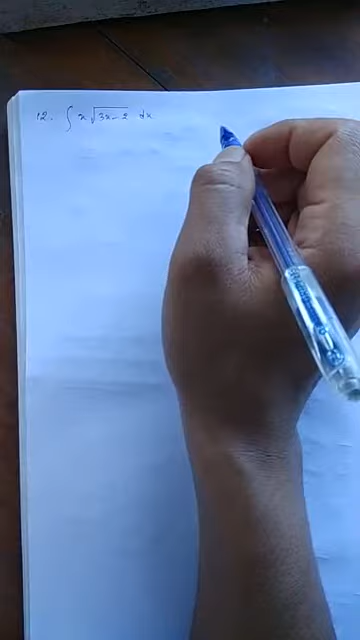 12. ∫ x √(3x-2) dx